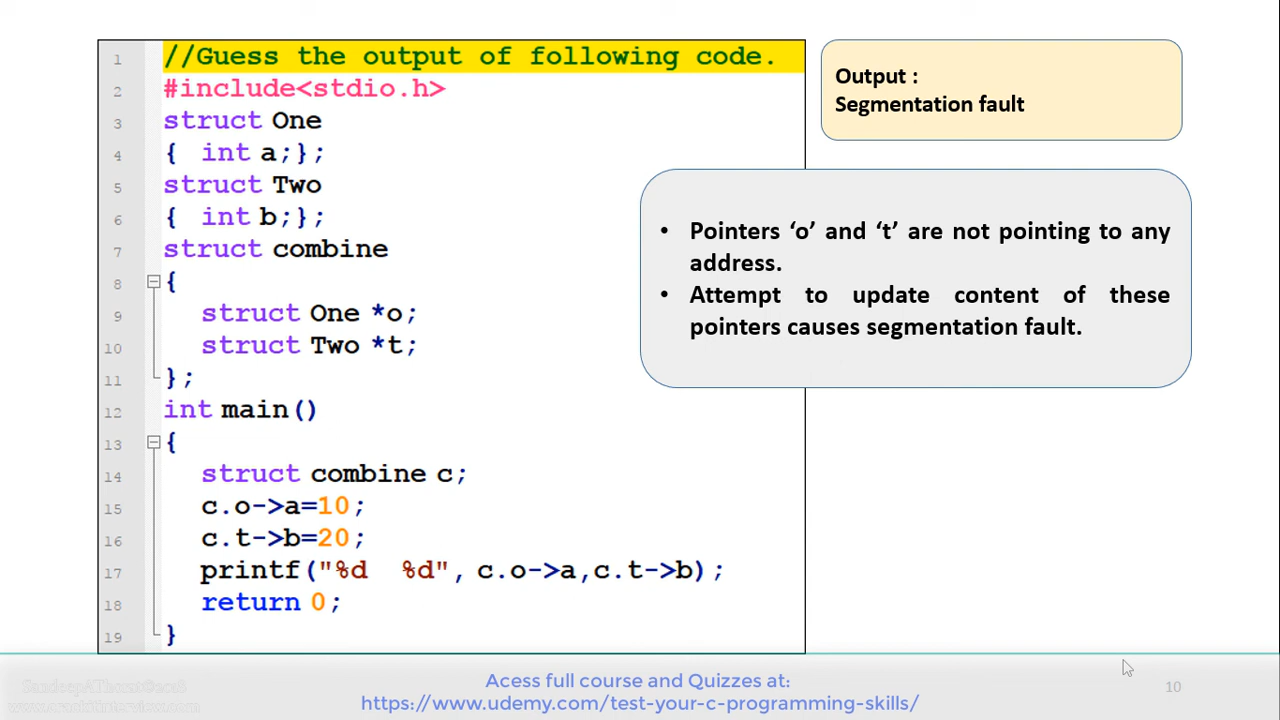 1 //Guess the output of following code.
2 #include<stdio.h>
3 struct One
4 { int a;};
5 struct Two
6 { int b;};
7 struct combine
8 {
9 struct One *o;
10 struct Two *t;
11 };
12 int main()
13 {
14 struct combine c;
15 c.o->a=10;
16 c.t->b=20;
17 printf("%d  %d", c.o->a,c.t->b);
18 return 0;
19 }
Output :
Segmentation fault
• Pointers ‘o’ and ‘t’ are not pointing to any
address.
• Attempt to update content of these
pointers causes segmentation fault.
Acess full course and Quizzes at:
https://www.udemy.com/test-your-c-programming-skills/
10